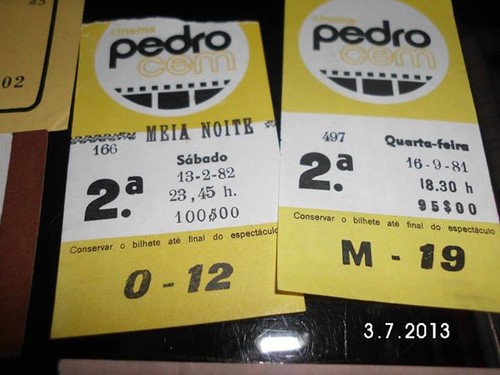 45
02
cinema
pedro
cem
MEIA NOITE
166
2.ª
Sábado
13-2-82
23,45 h.
100$00
Conservar o bilhete até final do espectáculo
O - 12
cinema
pedro
cem
497
2.ª
Quarta-feira
16-9-81
18.30 h
95$00
Conservar o bilhete até final do espectáculo
M - 19
3.7.2013